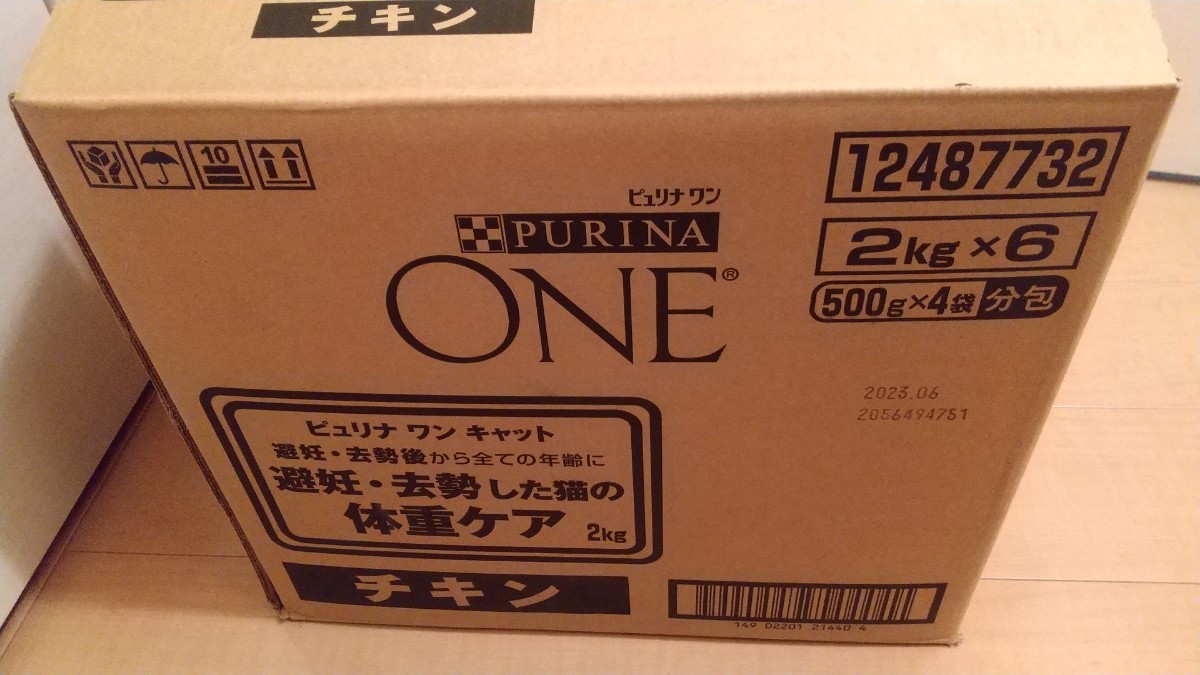 チキン
10
12487732
ピュリナ ワン
PURINA
ONE®
2kg×6
500g×4袋 分包
2023.06
2056494751
ピュリナ ワン キャット
避妊・去勢後から全ての年齢に
避妊・去勢した猫の
体重ケア 2kg
チキン
149 02201 21440 4